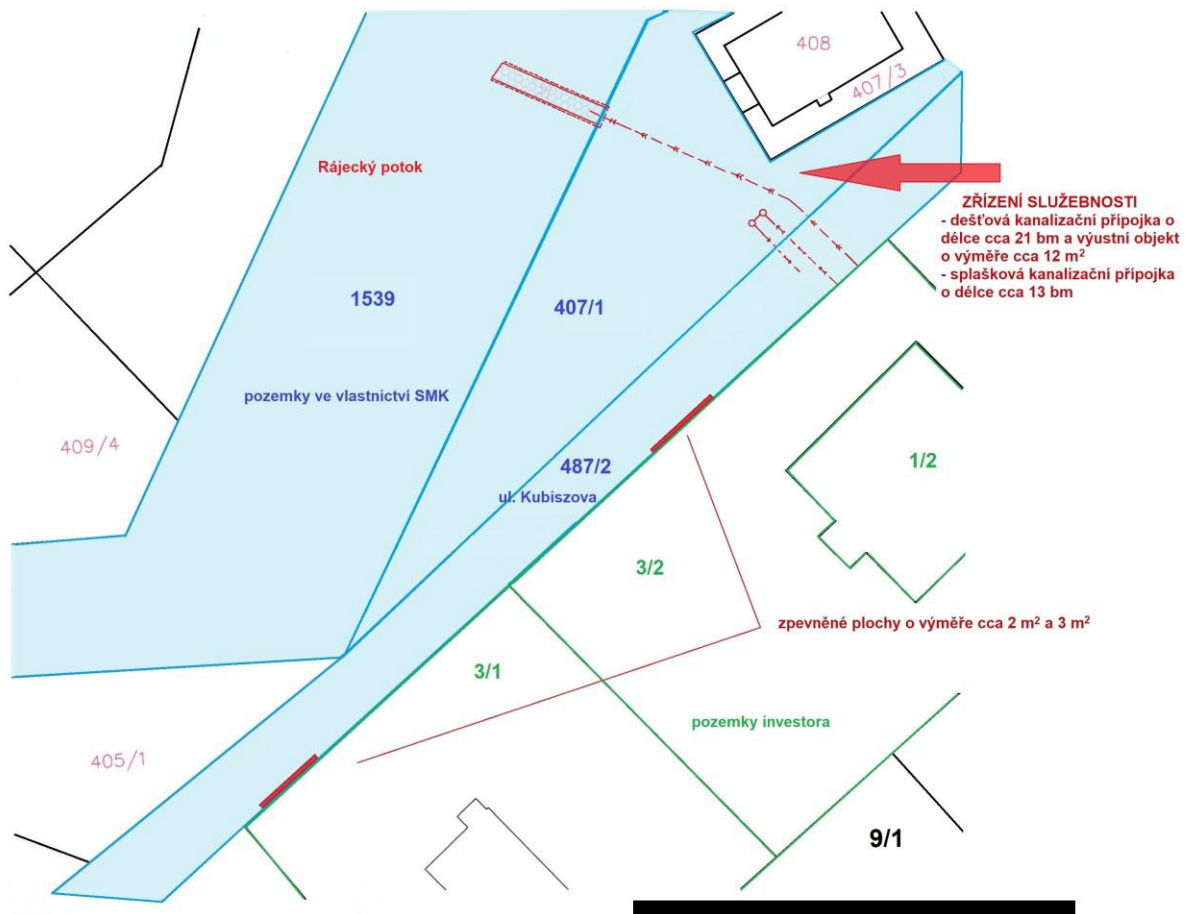 408
407/3
Rájecký potok
ZŘÍZENÍ SLUŽEBNOSTI
- dešťová kanalizační přípojka o
délce cca 21 bm a výustní objekt
o výměře cca 12 m²
- splašková kanalizační přípojka
o délce cca 13 bm
1539
407/1
pozemky ve vlastnictví SMK
409/4
487/2
ul. Kubiszova
1/2
3/2
zpevněné plochy o výměře cca 2 m² a 3 m²
3/1
pozemky investora
405/1
9/1